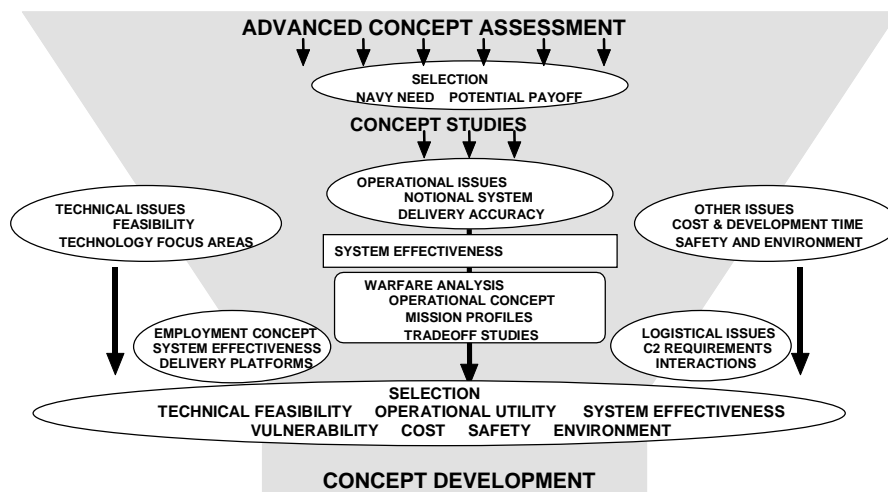 ADVANCED CONCEPT ASSESSMENT
SELECTION
NAVY NEED POTENTIAL PAYOFF
CONCEPT STUDIES
OPERATIONAL ISSUES
NOTIONAL SYSTEM
DELIVERY ACCURACY
TECHNICAL ISSUES
FEASIBILITY
TECHNOLOGY FOCUS AREAS
OTHER ISSUES
COST & DEVELOPMENT TIME
SAFETY AND ENVIRONMENT
SYSTEM EFFECTIVENESS
WARFARE ANALYSIS
OPERATIONAL CONCEPT
MISSION PROFILES
TRADEOFF STUDIES
EMPLOYMENT CONCEPT
SYSTEM EFFECTIVENESS
DELIVERY PLATFORMS
LOGISTICAL ISSUES
C2 REQUIREMENTS
INTERACTIONS
SELECTION
TECHNICAL FEASIBILITY OPERATIONAL UTILITY SYSTEM EFFECTIVENESS
VULNERABILITY COST SAFETY ENVIRONMENT
CONCEPT DEVELOPMENT